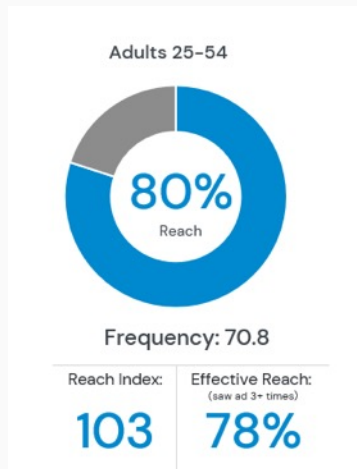 Adults 25-54
80%
Reach
Frequency: 70.8
Reach Index:
103
Effective Reach:
(saw ad 3+ times)
78%